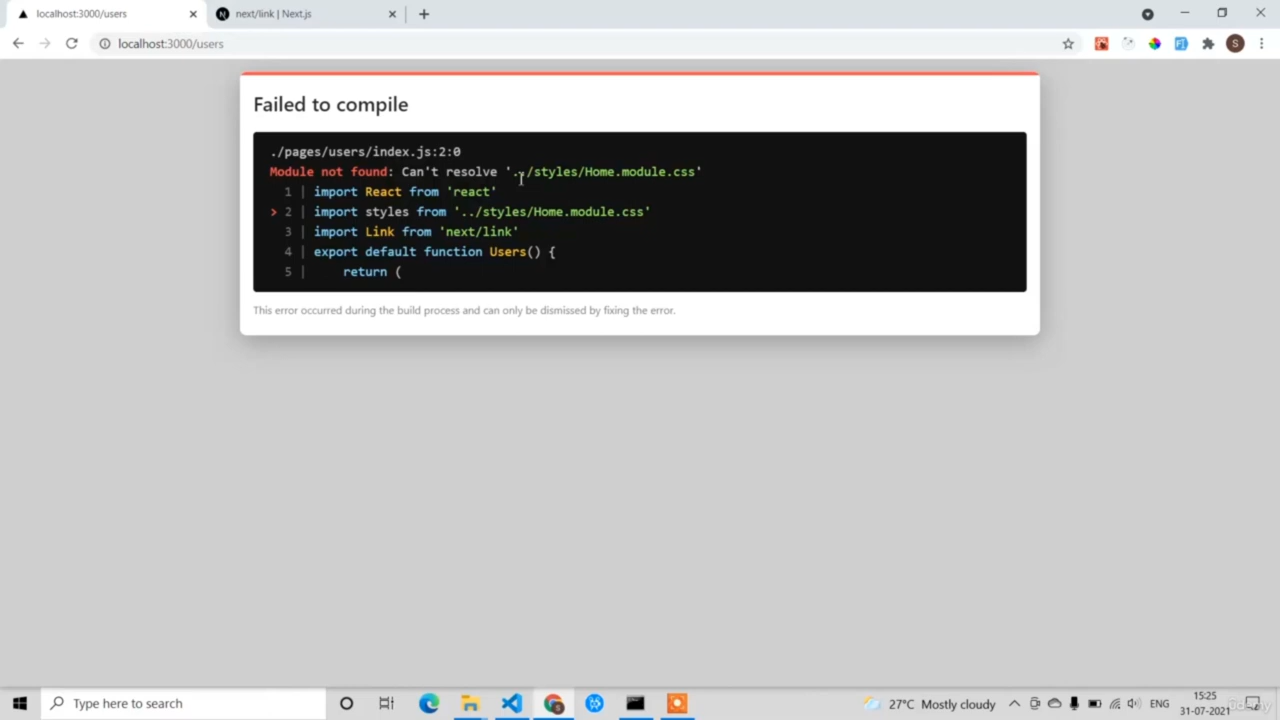 localhost:3000/users
next/link | Next.js
localhost:3000/users
S
Failed to compile
./pages/users/index.js:2:0
Module not found: Can't resolve '../styles/Home.module.css'
1 | import React from 'react'
> 2 | import styles from '../styles/Home.module.css'
3 | import Link from 'next/link'
4 | export default function Users() {
5 |     return (
This error occurred during the build process and can only be dismissed by fixing the error.
Type here to search
27°C Mostly cloudy
ENG
15:25
31-07-2021